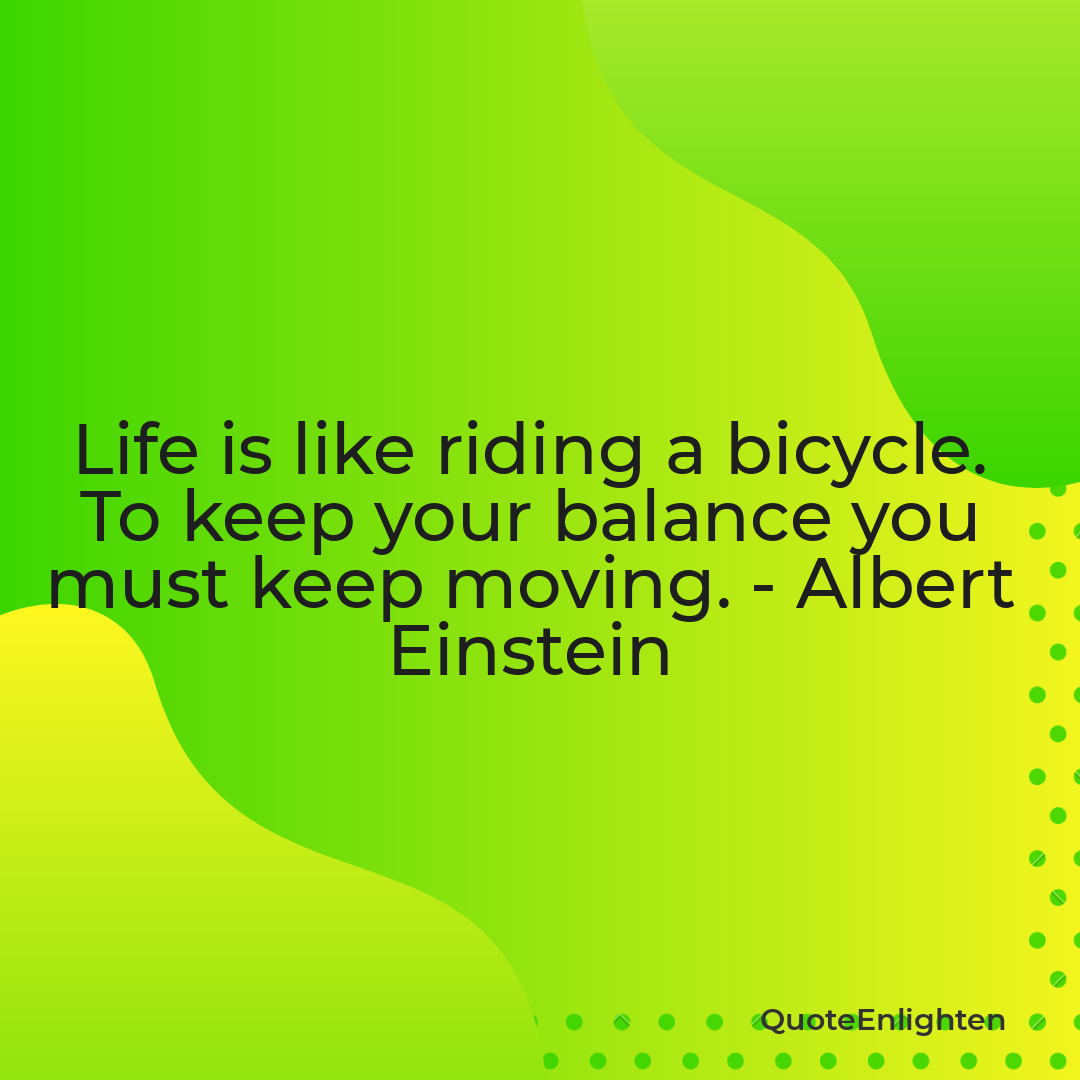 Life is like riding a bicycle.
To keep your balance you
must keep moving. - Albert
Einstein
QuoteEnlighten